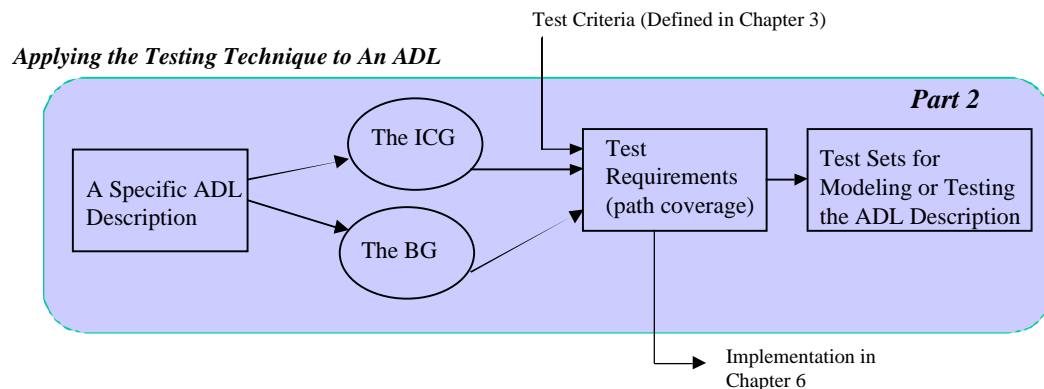 Test Criteria (Defined in Chapter 3)
Applying the Testing Technique to An ADL
Part 2
The ICG
A Specific ADL
Description
The BG
Test
Requirements
(path coverage)
Test Sets for
Modeling or Testing
the ADL Description
Implementation in
Chapter 6